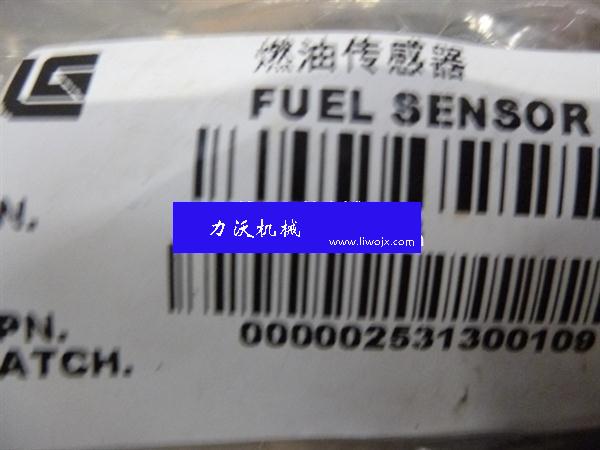 燃油传感器
FUEL SENSOR
N.
力沃机械
www.liwojx.com
PN.
000002531300109
ATCH.